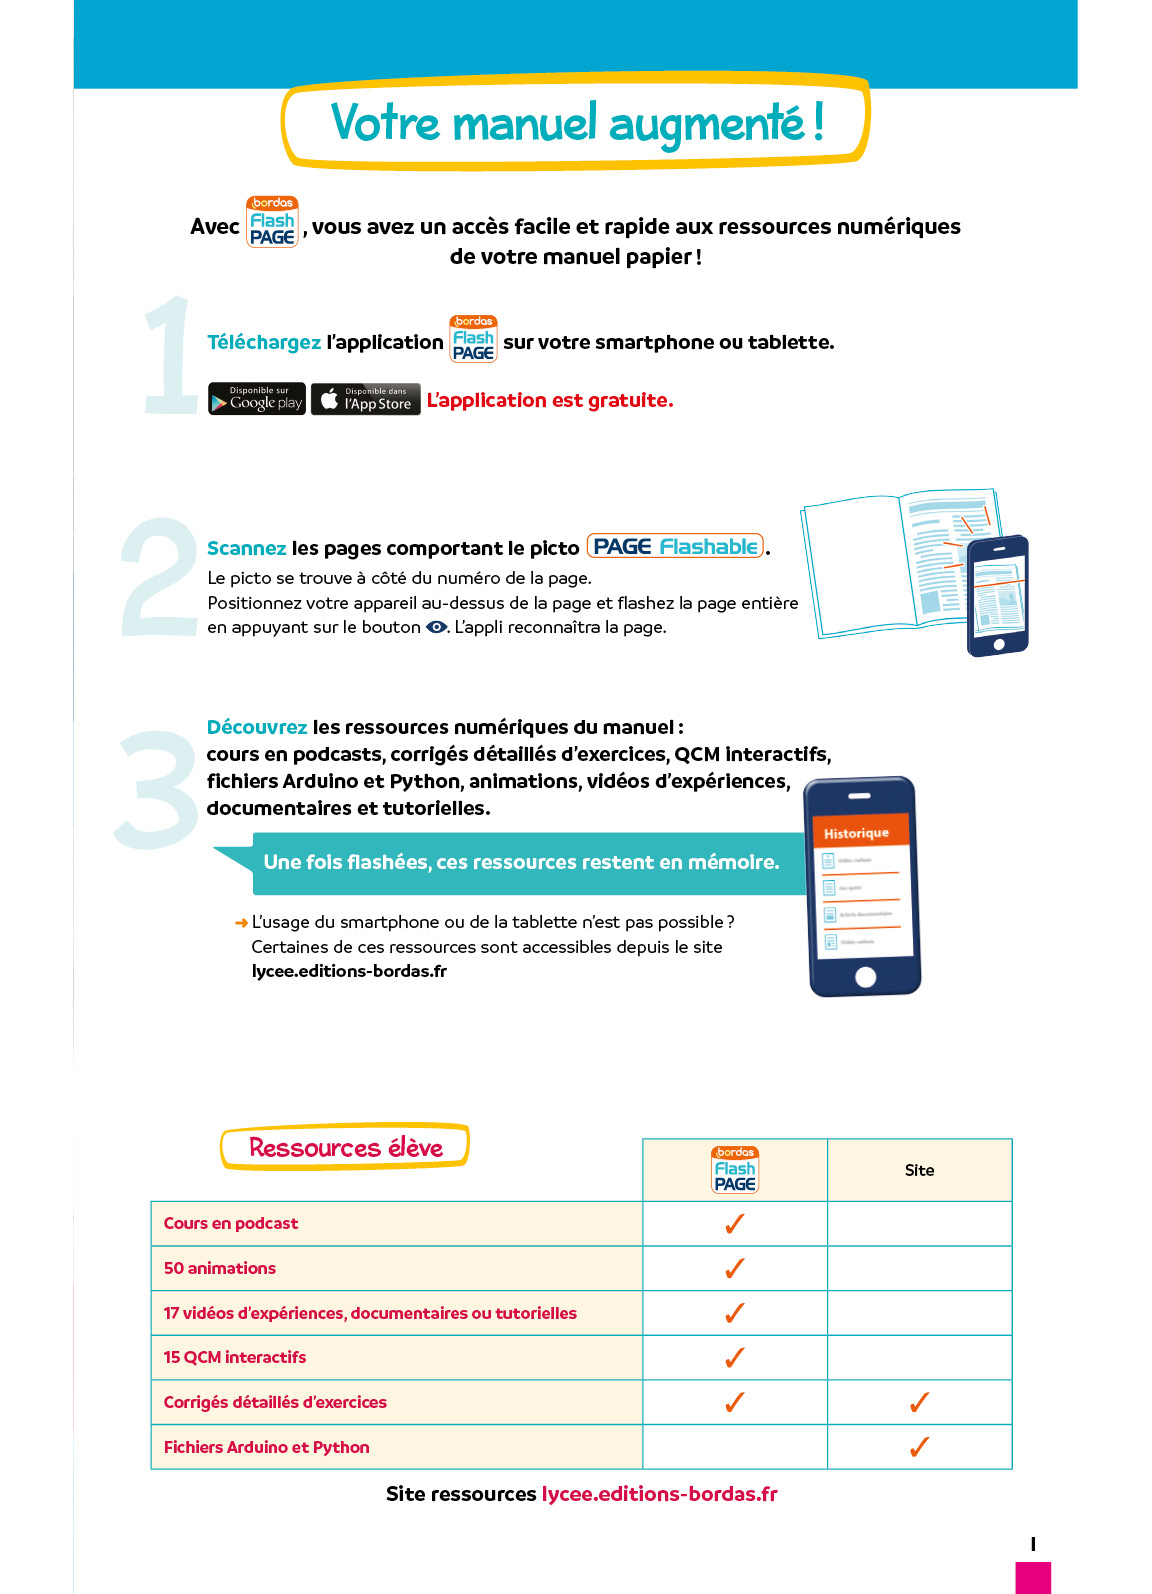 Votre manuel augmenté !
Avec bordas Flash PAGE, vous avez un accès facile et rapide aux ressources numériques
de votre manuel papier !
1
Téléchargez l'application bordas Flash PAGE sur votre smartphone ou tablette.
Disponible sur Google play Disponible dans l'App Store L'application est gratuite.
2
Scannez les pages comportant le picto PAGE Flashable.
Le picto se trouve à côté du numéro de la page.
Positionnez votre appareil au-dessus de la page et flashez la page entière
en appuyant sur le bouton . L'appli reconnaîtra la page.
3
Découvrez les ressources numériques du manuel :
cours en podcasts, corrigés détaillés d'exercices, QCM interactifs,
fichiers Arduino et Python, animations, vidéos d'expériences,
documentaires et tutorielles.
Une fois flashées, ces ressources restent en mémoire.
Historique
Article documentaire
➜ L'usage du smartphone ou de la tablette n'est pas possible ?
Certaines de ces ressources sont accessibles depuis le site
lycee.editions-bordas.fr
Ressources élève
bordas Flash PAGE Site
Cours en podcast ✓
50 animations ✓
17 vidéos d'expériences, documentaires ou tutorielles ✓
15 QCM interactifs ✓
Corrigés détaillés d'exercices ✓ ✓
Fichiers Arduino et Python ✓
Site ressources lycee.editions-bordas.fr
I